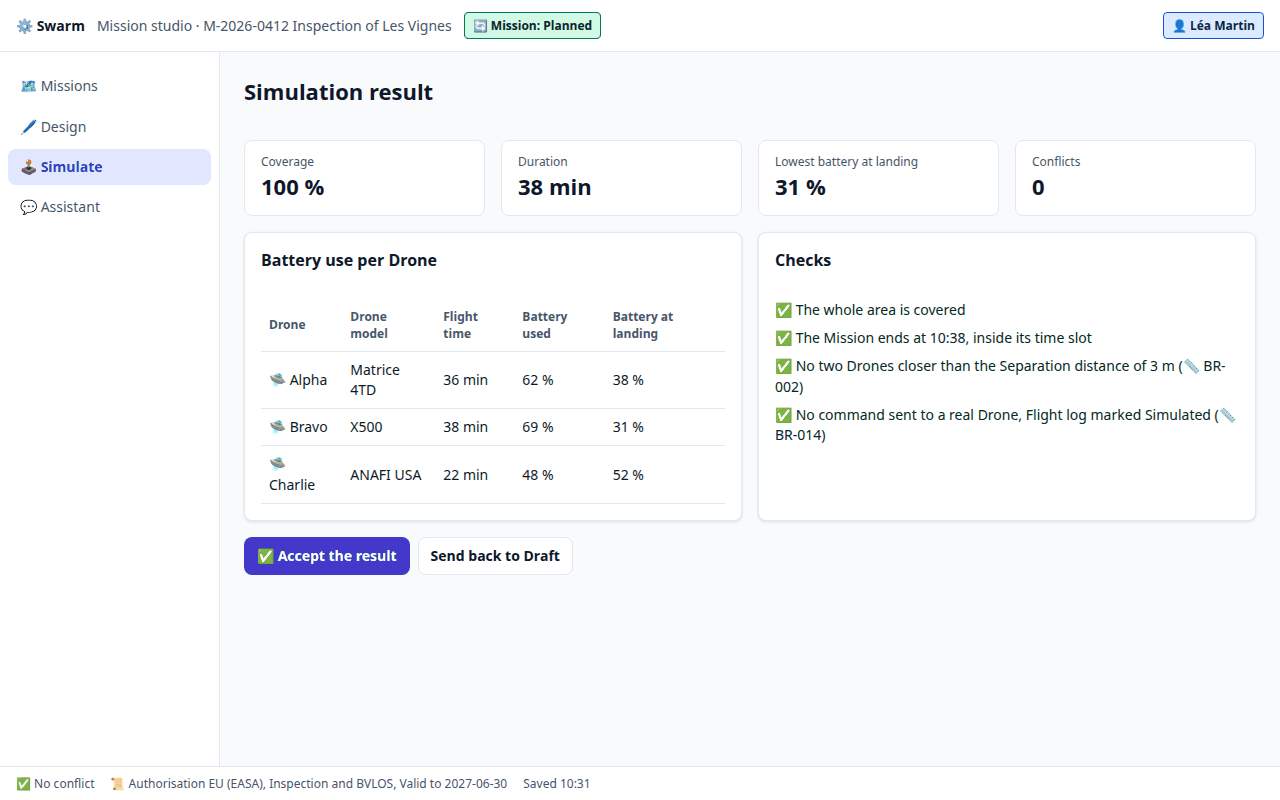 ⚙️ Swarm Mission studio · M-2026-0412 Inspection of Les Vignes 🔄 Mission: Planned 👤 Léa Martin
🗺️ Missions
🖊️ Design
🕹️ Simulate
💬 Assistant
Simulation result
Coverage
100 %
Duration
38 min
Lowest battery at landing
31 %
Conflicts
0
Battery use per Drone
Drone Drone model Flight time Battery used Battery at landing
🛸 Alpha Matrice 4TD 36 min 62 % 38 %
🛸 Bravo X500 38 min 69 % 31 %
🛸 Charlie ANAFI USA 22 min 48 % 52 %
Checks
✅ The whole area is covered
✅ The Mission ends at 10:38, inside its time slot
✅ No two Drones closer than the Separation distance of 3 m (📏 BR-
002)
✅ No command sent to a real Drone, Flight log marked Simulated (📏
BR-014)
✅ Accept the result Send back to Draft
✅ No conflict 📜 Authorisation EU (EASA), Inspection and BVLOS, Valid to 2027-06-30 Saved 10:31